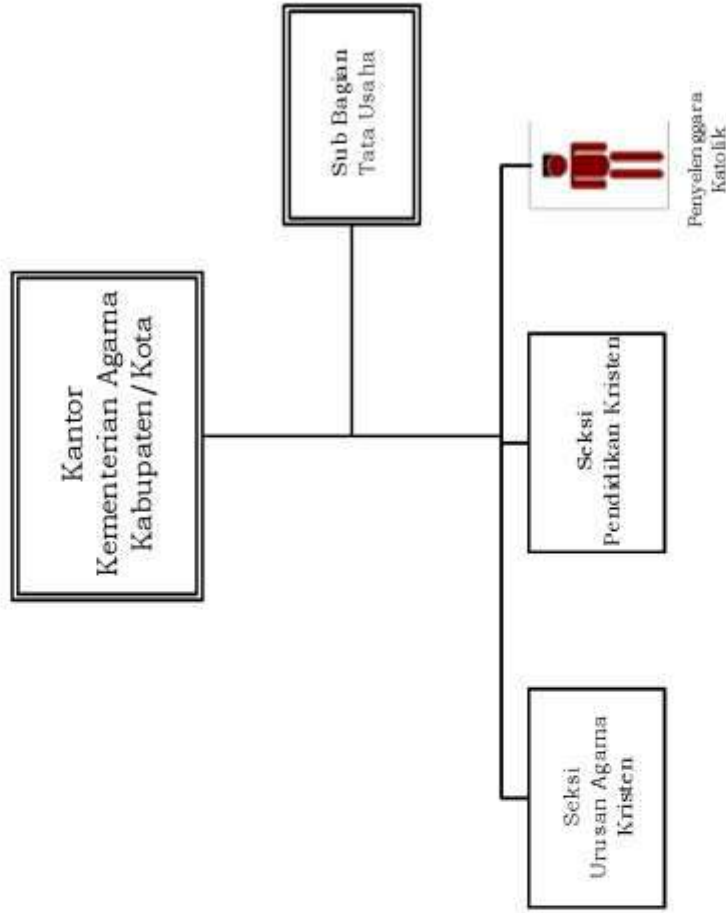 Kantor
Kementerian Agama
Kabupaten/Kota
Sub Bagian
Tata Usaha
Seksi
Urusan Agama
Kristen
Seksi
Pendidikan Kristen
Penyelenggara
Katolik